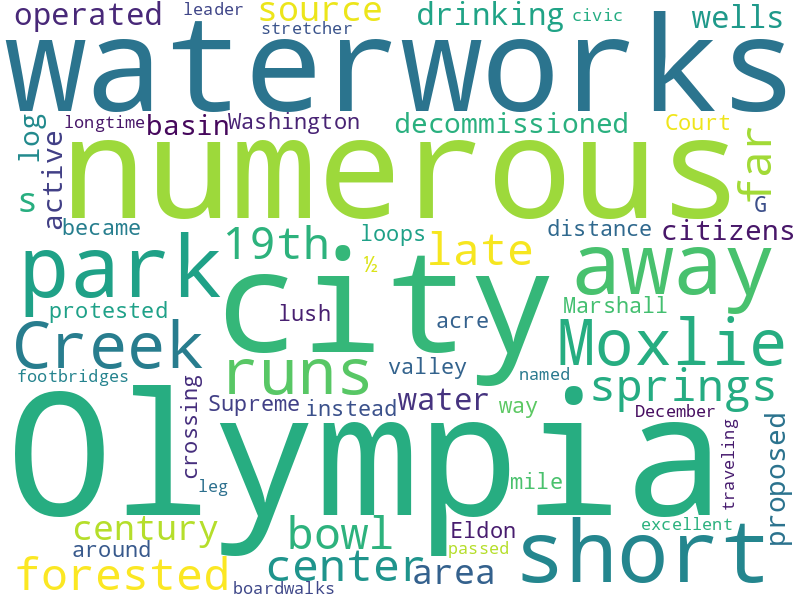 operated leader source drinking civic wells
stretcher
waterworks
longtime basin Washington decommissioned Court
log active numerous far
s G
became 19th loops distance citizens
park ½ late away
protested lush city acre Marshall
Creek runs valley Moxlie
footbridges named springs
crossing Supreme instead water way December
Olympia traveling proposed
leg mile
century bowl Eldon excellent
around passed short
forested center area
boardwalks